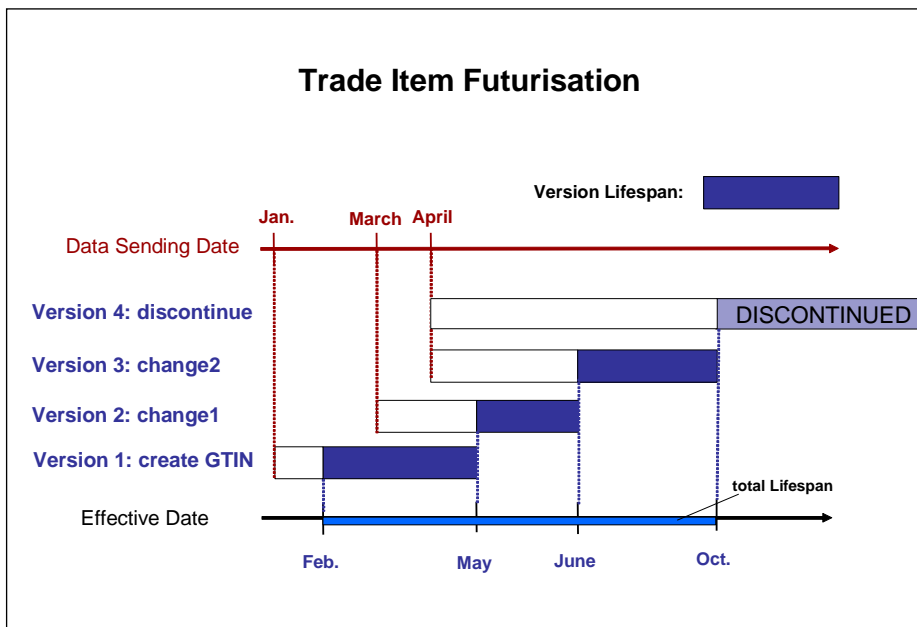 Trade Item Futurisation
Version Lifespan:
Jan.
March
April
Data Sending Date
Version 4: discontinue
DISCONTINUED
Version 3: change2
Version 2: change1
Version 1: create GTIN
total Lifespan
Effective Date
Feb.
May
June
Oct.